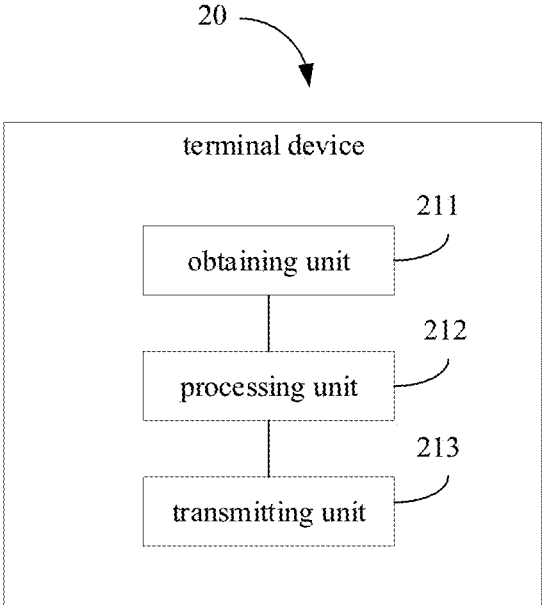 20
terminal device
211
obtaining unit
212
processing unit
213
transmitting unit